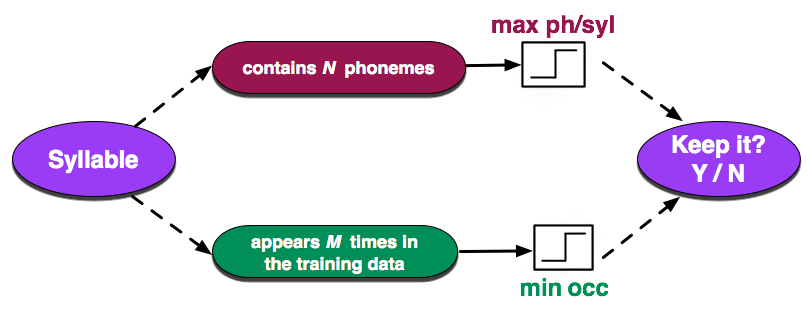 max ph/syl
contains N phonemes
Syllable
Keep it?
Y / N
appears M times in
the training data
min occ